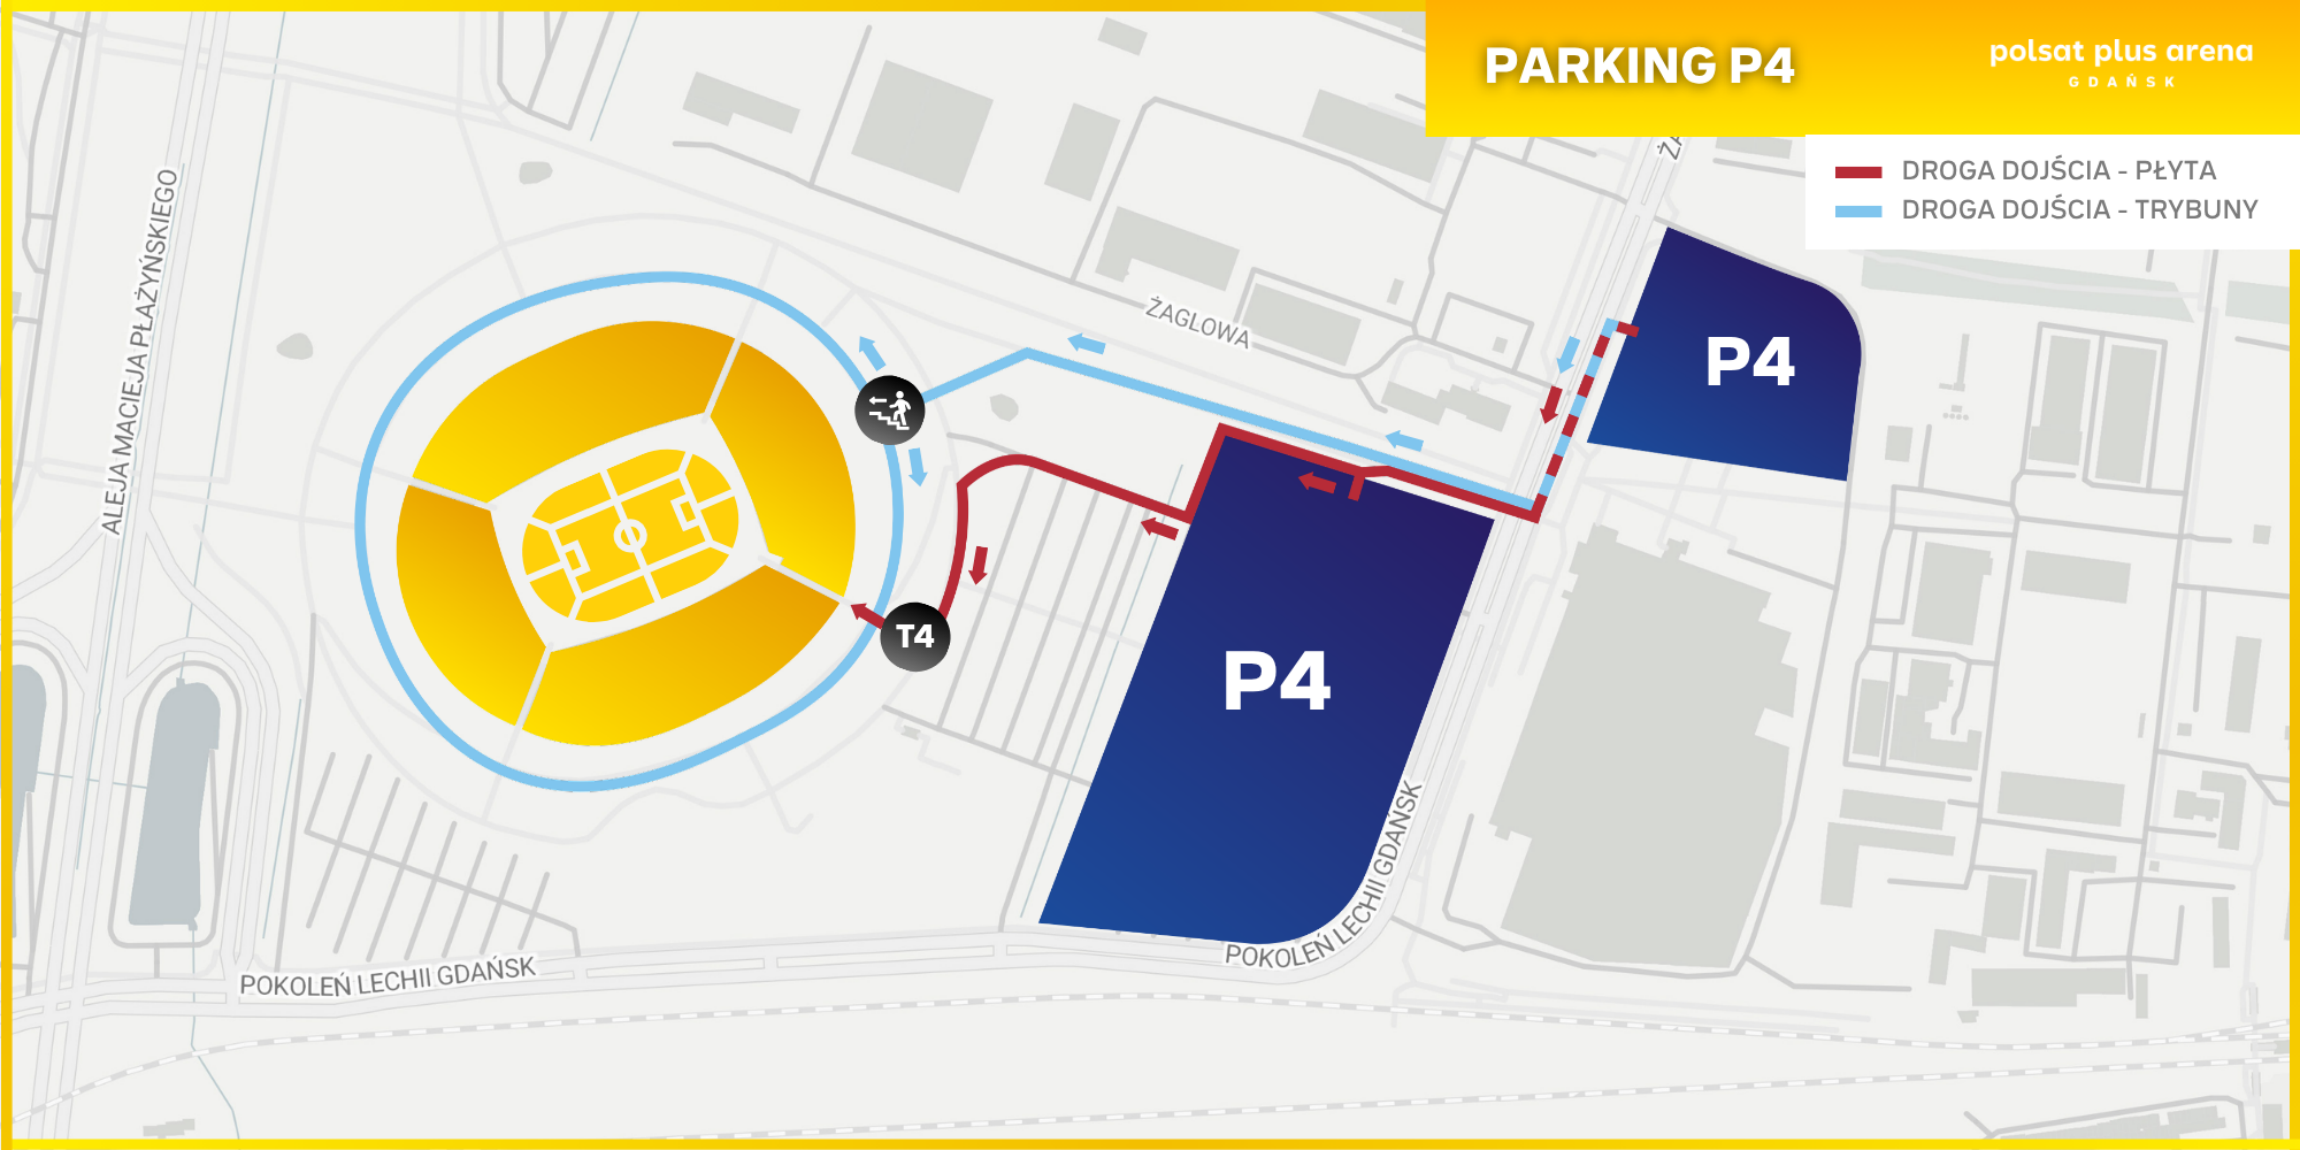 PARKING P4
polsat plus arena
GDAŃSK
DROGA DOJŚCIA - PŁYTA
DROGA DOJŚCIA - TRYBUNY
ALEJA MACIEJA PŁAŻYŃSKIEGO
ŻAGLOWA
P4
T4
P4
POKOLEŃ LECHII GDAŃSK
POKOLEŃ LECHII GDAŃSK